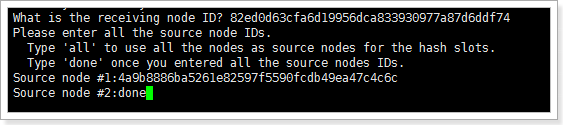 What is the receiving node ID? 82ed0d63cfa6d19956dca833930977a87d6ddf74
Please enter all the source node IDs.
Type 'all' to use all the nodes as source nodes for the hash slots.
Type 'done' once you entered all the source nodes IDs.
Source node #1:4a9b8886ba5261e82597f5590fcdb49ea47c4c6c
Source node #2:done